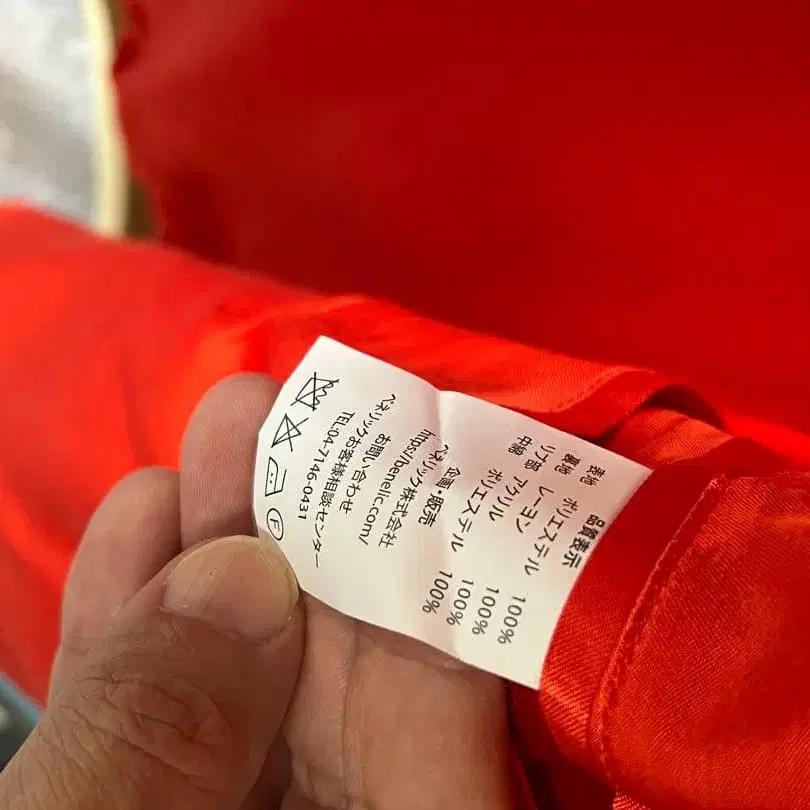 品質表示
表地 ポリエステル 100%
裏地 レーヨン 100%
リブ部 アクリル 100%
中綿 ポリエステル 100%
企画・販売
ベネリック株式会社
https://benelic.com/
お問い合わせ
ベネリックお客様相談センター
TEL:04-7146-0431
F